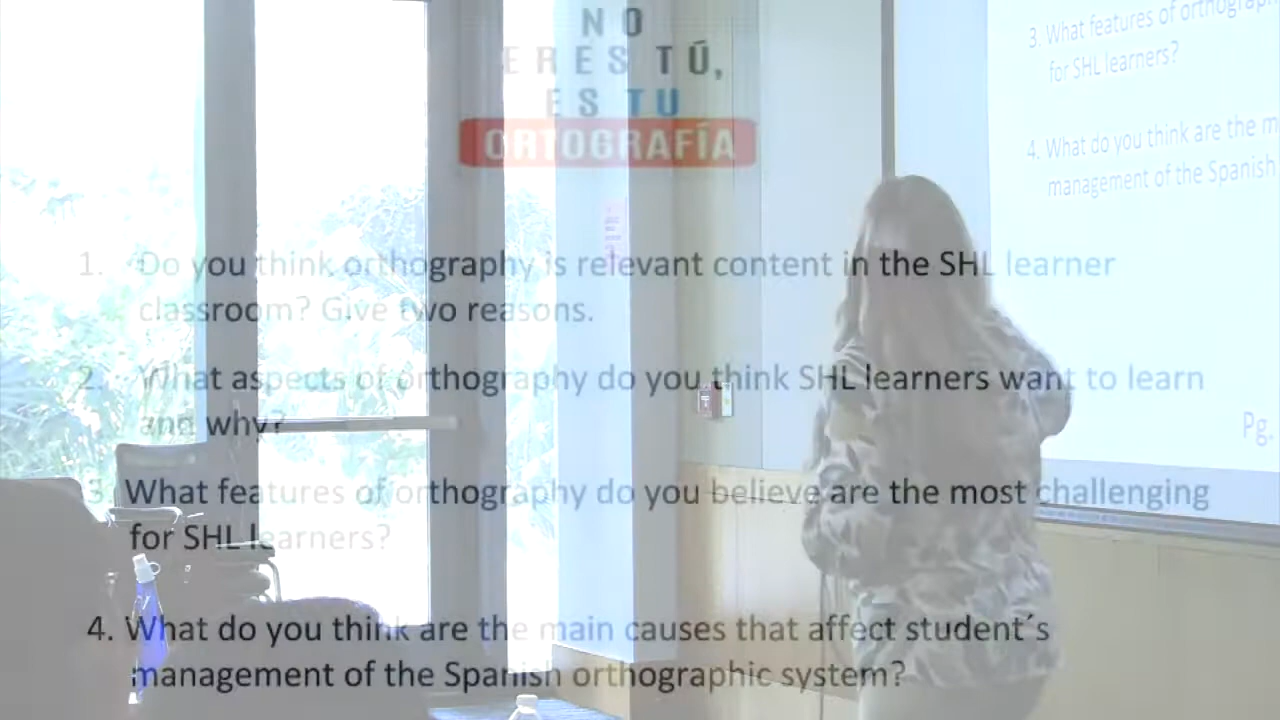 NO
ERES TÚ,
ES TU
ORTOGRAFÍA
1. Do you think orthography is relevant content in the SHL learner
classroom? Give two reasons.
2. What aspects of orthography do you think SHL learners want to learn
and why?
3. What features of orthography do you believe are the most challenging
for SHL learners?
4. What do you think are the main causes that affect student´s
management of the Spanish orthographic system?
3. What features of
for SHL learners?
4. What do you think are the
management of the Spanish
Pg.